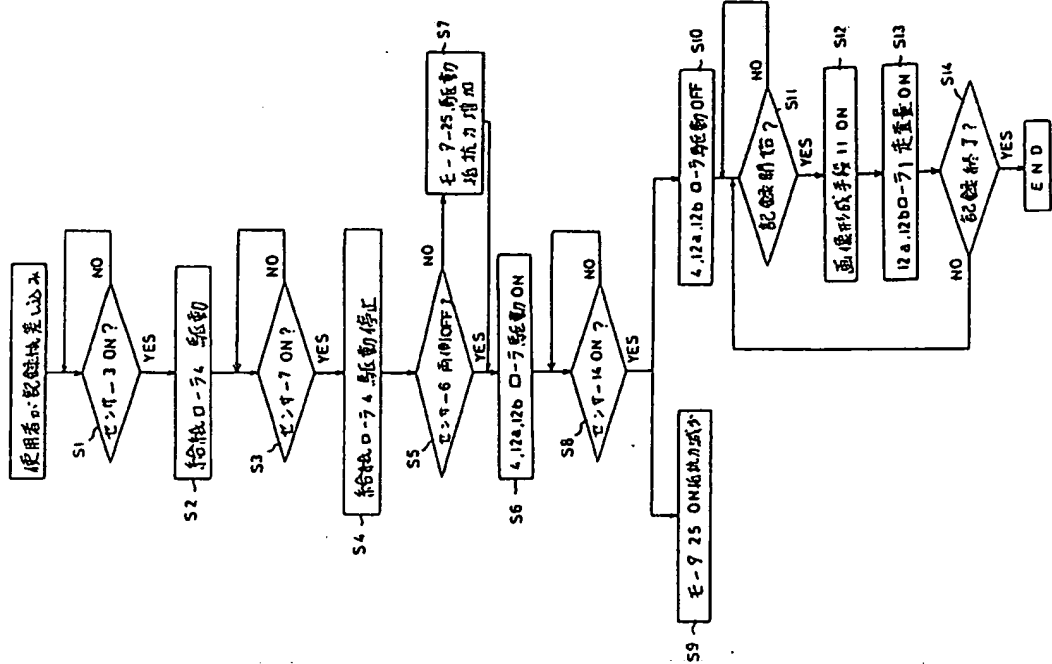 使用者が記録紙差し込み
S1
センサー3 ON?
NO
YES
S2
給紙ローラ4 駆動
S3
センサー7 ON?
NO
YES
S4
給紙ローラ4 駆動停止
S5
センサー6 両側OFF?
NO
YES
S7
モータ-25.駆動
抵抗力増加
S6
4,12a,12b ローラ駆動ON
S8
センサー14 ON?
NO
YES
S9
モータ 25 ON抵抗力減少
S10
4,12a,12b ローラ駆動OFF
S11
記録開始?
NO
YES
S12
画像形成手段11 ON
S13
12a,12bローラ1 定量ON
S14
記録終了?
NO
YES
END